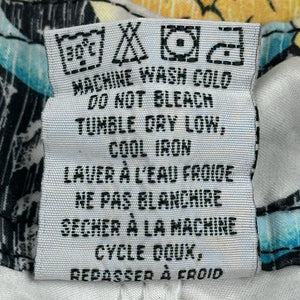 30°C
MACHINE WASH COLD
DO NOT BLEACH
TUMBLE DRY LOW,
COOL IRON
LAVER À L'EAU FROIDE
NE PAS BLANCHIRE
SECHER À LA MACHINE
CYCLE DOUX,
REPASSER À FROID